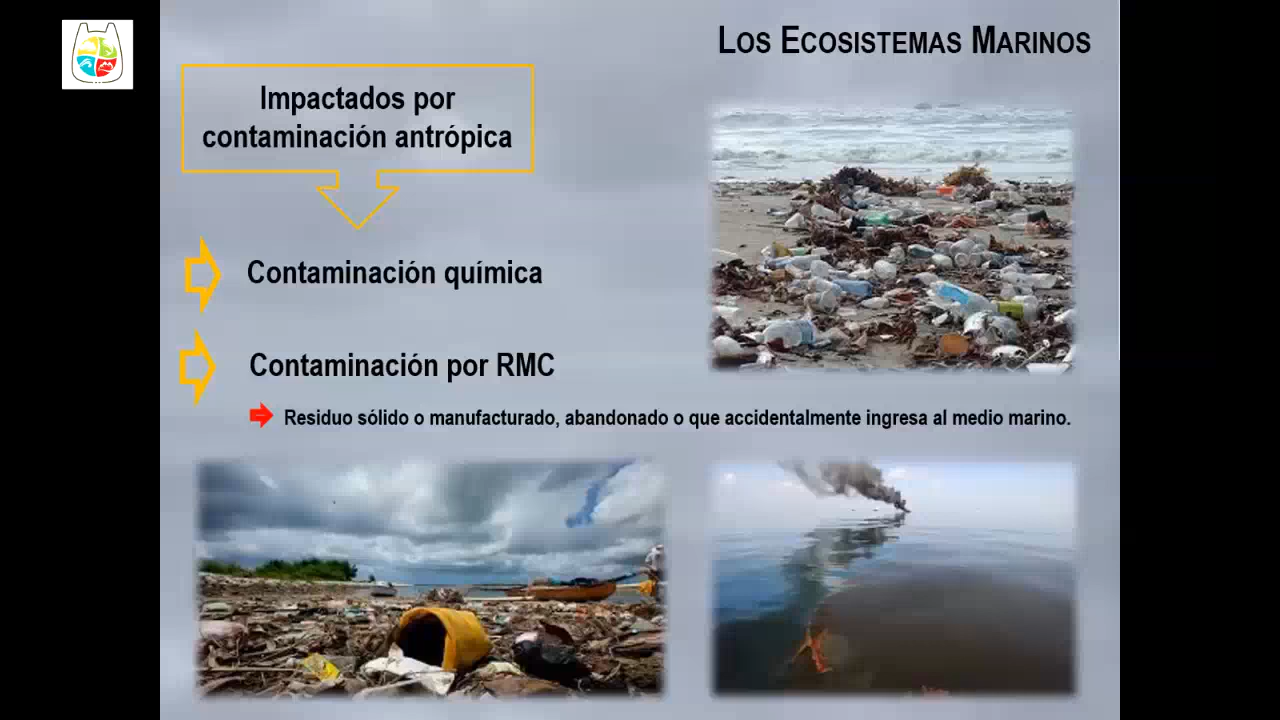 LOS ECOSISTEMAS MARINOS
Impactados por
contaminación antrópica
Contaminación química
Contaminación por RMC
Residuo sólido o manufacturado, abandonado o que accidentalmente ingresa al medio marino.